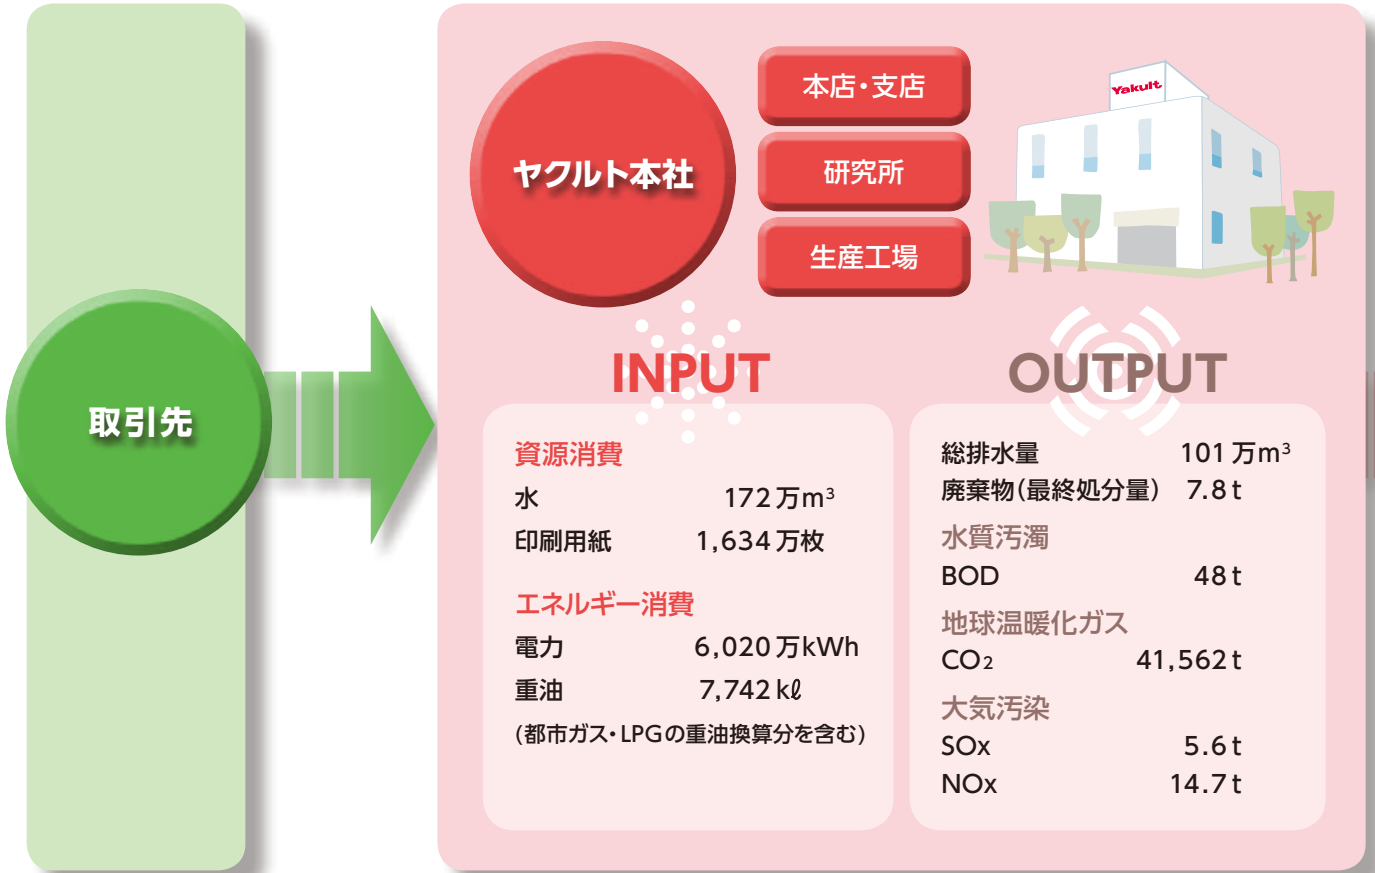 取引先
ヤクルト本社
本店・支店
研究所
生産工場
Yakult
INPUT
資源消費
水 172万m³
印刷用紙 1,634万枚
エネルギー消費
電力 6,020万kWh
重油 7,742kℓ
(都市ガス・LPGの重油換算分を含む)
OUTPUT
総排水量 101万m³
廃棄物(最終処分量) 7.8t
水質汚濁
BOD 48t
地球温暖化ガス
CO₂ 41,562t
大気汚染
SOx 5.6t
NOx 14.7t